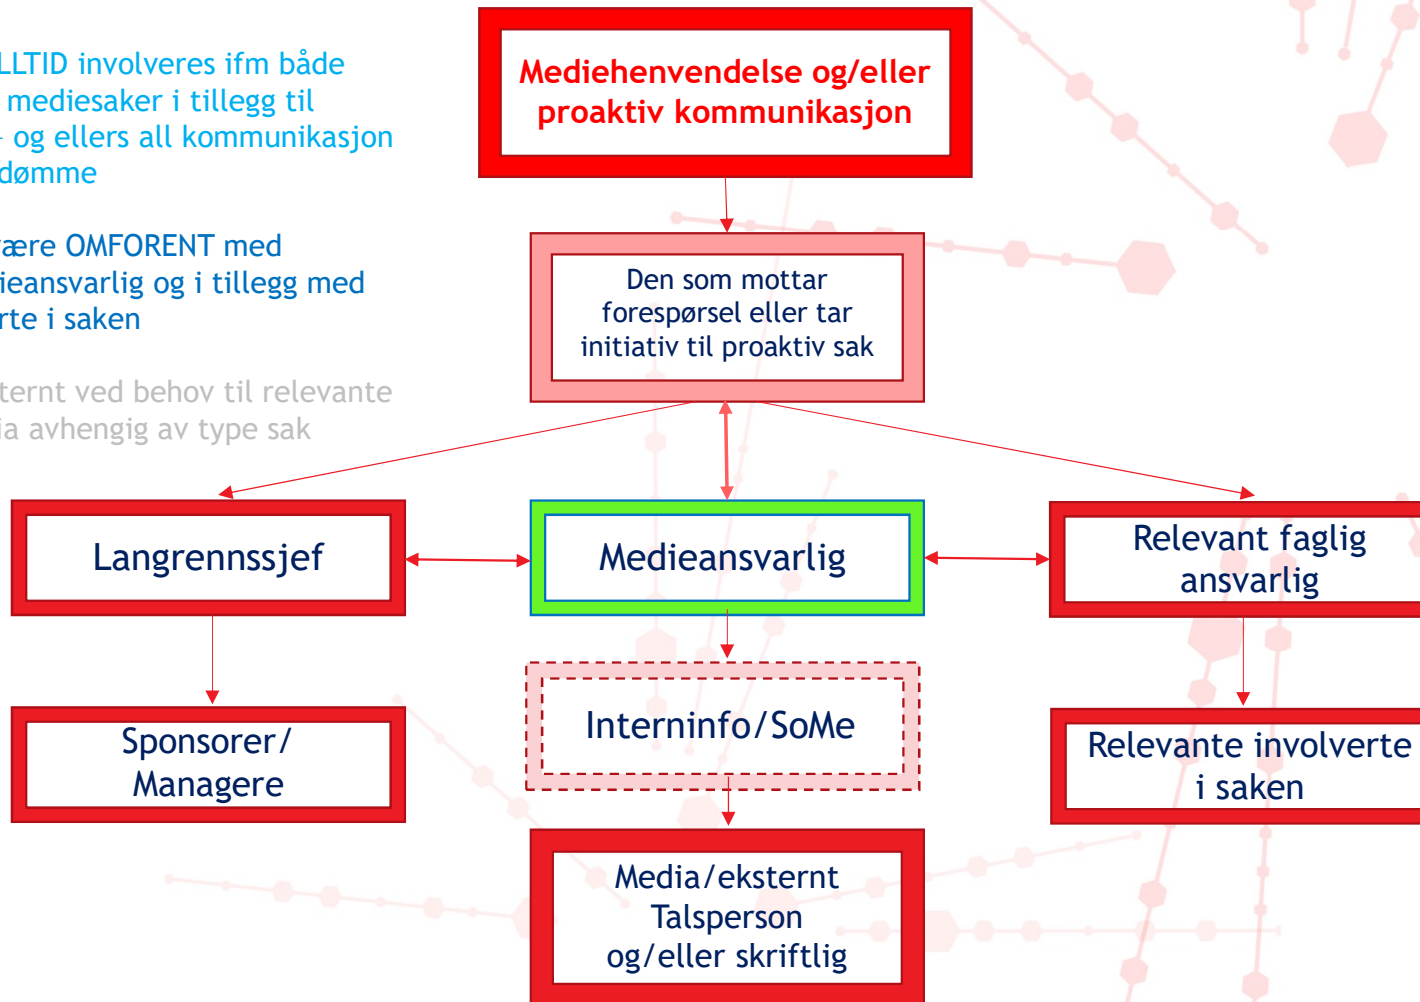 Mediehenvendelse og/eller
proaktiv kommunikasjon
LLTID involveres ifm både
mediesaker i tillegg til
- og ellers all kommunikasjon
dømme
ære OMFORENT med
ieansvarlig og i tillegg med
rte i saken
ternt ved behov til relevante
ia avhengig av type sak
Den som mottar
forespørsel eller tar
initiativ til proaktiv sak
Langrennssjef
Medieansvarlig
Relevant faglig
ansvarlig
Sponsorer/
Managere
Interninfo/SoMe
Relevante involverte
i saken
Media/eksternt
Talsperson
og/eller skriftlig